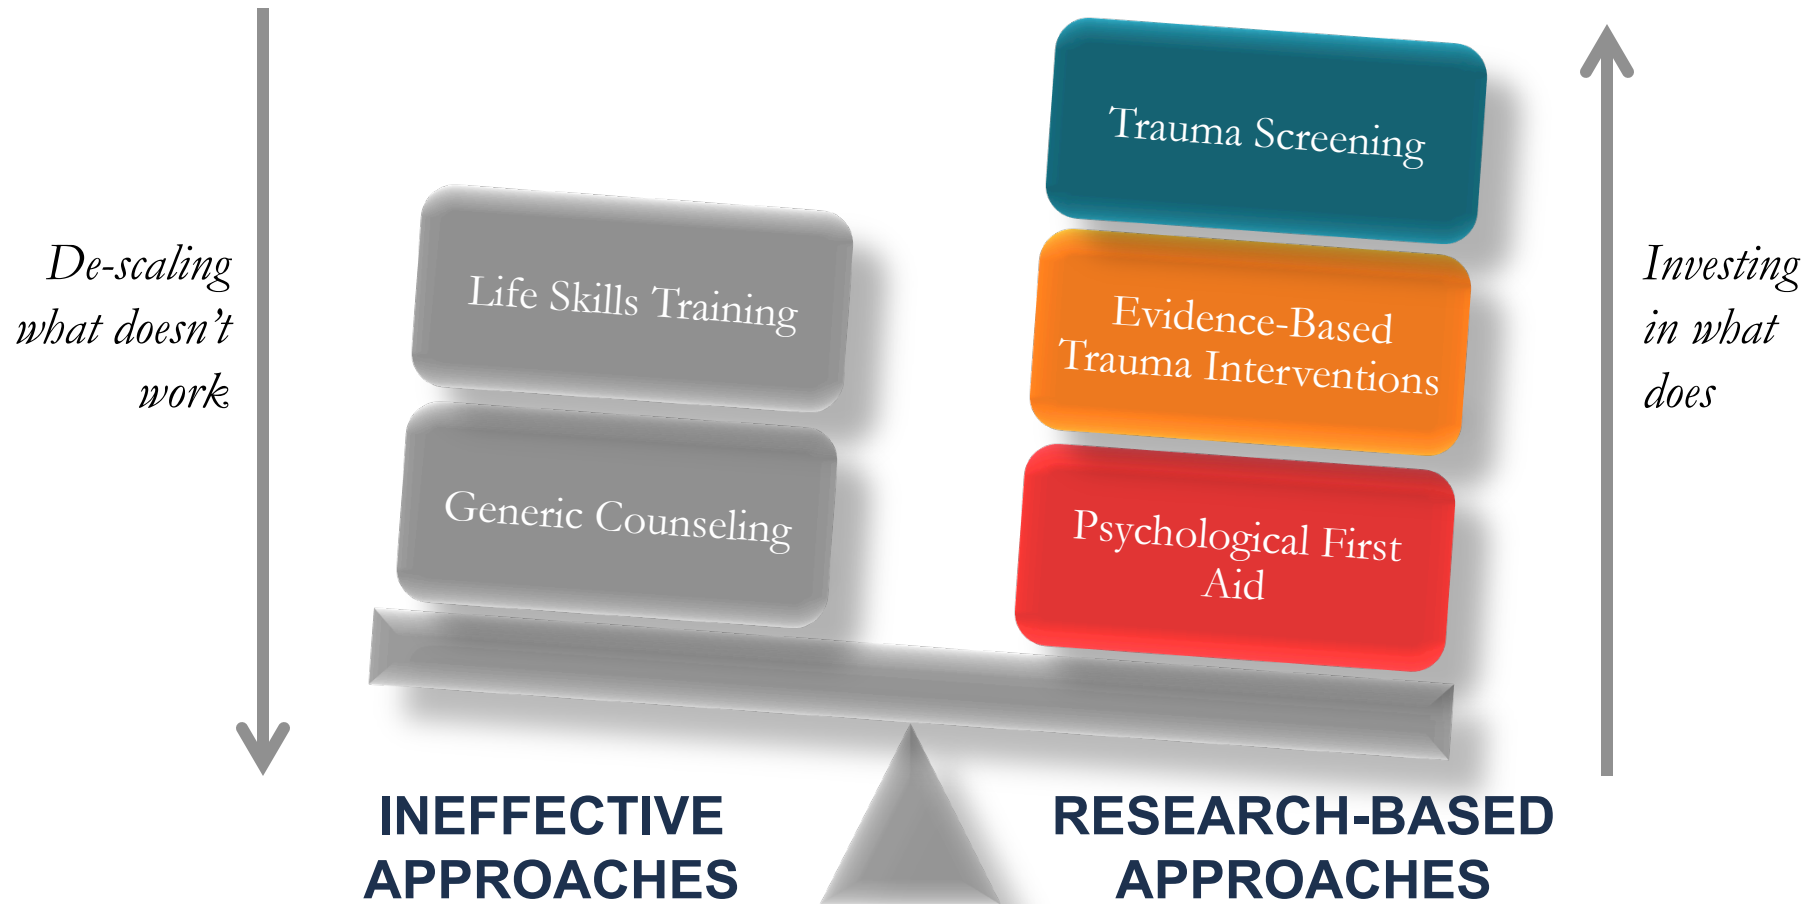 De-scaling
what doesn’t
work
Life Skills Training
Generic Counseling
INEFFECTIVE
APPROACHES
Trauma Screening
Evidence-Based
Trauma Interventions
Psychological First
Aid
RESEARCH-BASED
APPROACHES
Investing
in what
does